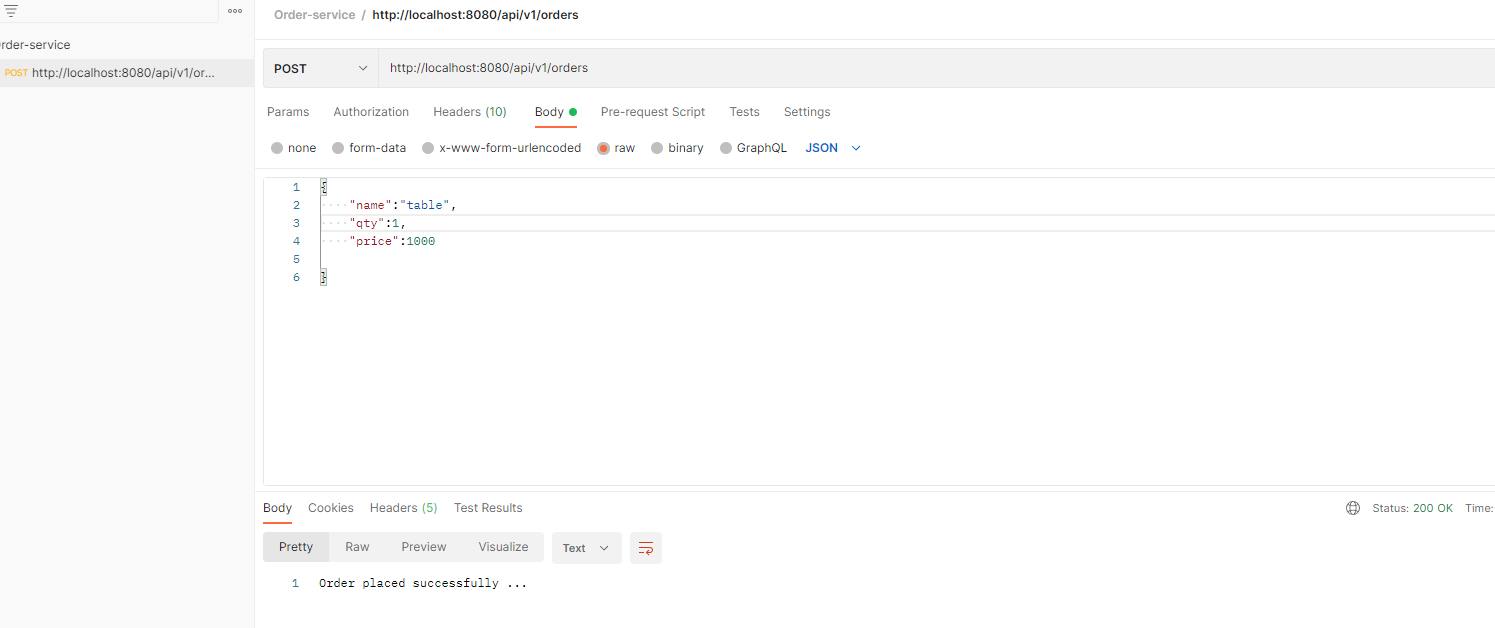 Order-service / http://localhost:8080/api/v1/orders
rder-service
POST http://localhost:8080/api/v1/or...
POST http://localhost:8080/api/v1/orders
Params Authorization Headers (10) Body Pre-request Script Tests Settings
none form-data x-www-form-urlencoded raw binary GraphQL JSON
1 {
2 "name":"table",
3 "qty":1,
4 "price":1000
5
6 }
Body Cookies Headers (5) Test Results Status: 200 OK Time:
Pretty Raw Preview Visualize Text
1 Order placed successfully ...